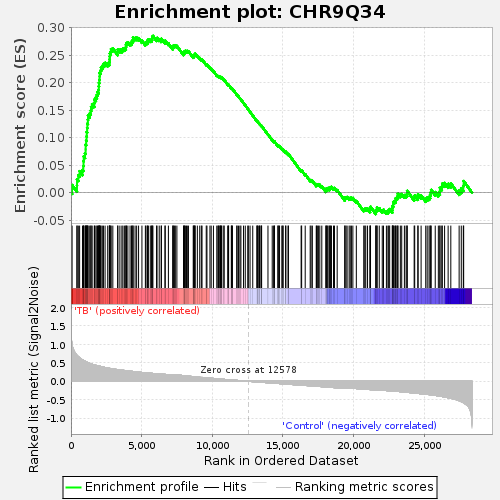 Enrichment plot: CHR9Q34
Enrichment score (ES)
0.30
0.25
0.20
0.15
0.10
0.05
0.00
-0.05
Ranked list metric (Signal2Noise)
2.0
1.5
1.0
0.5
0.0
-0.5
-1.0
'TB' (positively correlated)
Zero cross at 12578
'Control' (negatively correlated)
0
5,000
10,000
15,000
20,000
25,000
Rank in Ordered Dataset
Enrichment profile
Hits
Ranking metric scores